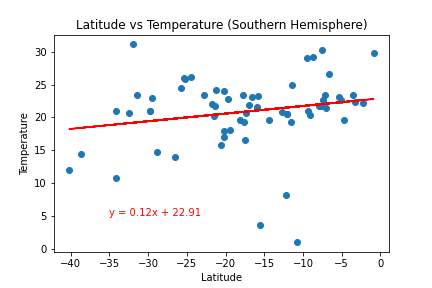 Latitude vs Temperature (Southern Hemisphere)
30
25
20
15
10
5
0
Temperature
y = 0.12x + 22.91
−40 −35 −30 −25 −20 −15 −10 −5 0
Latitude